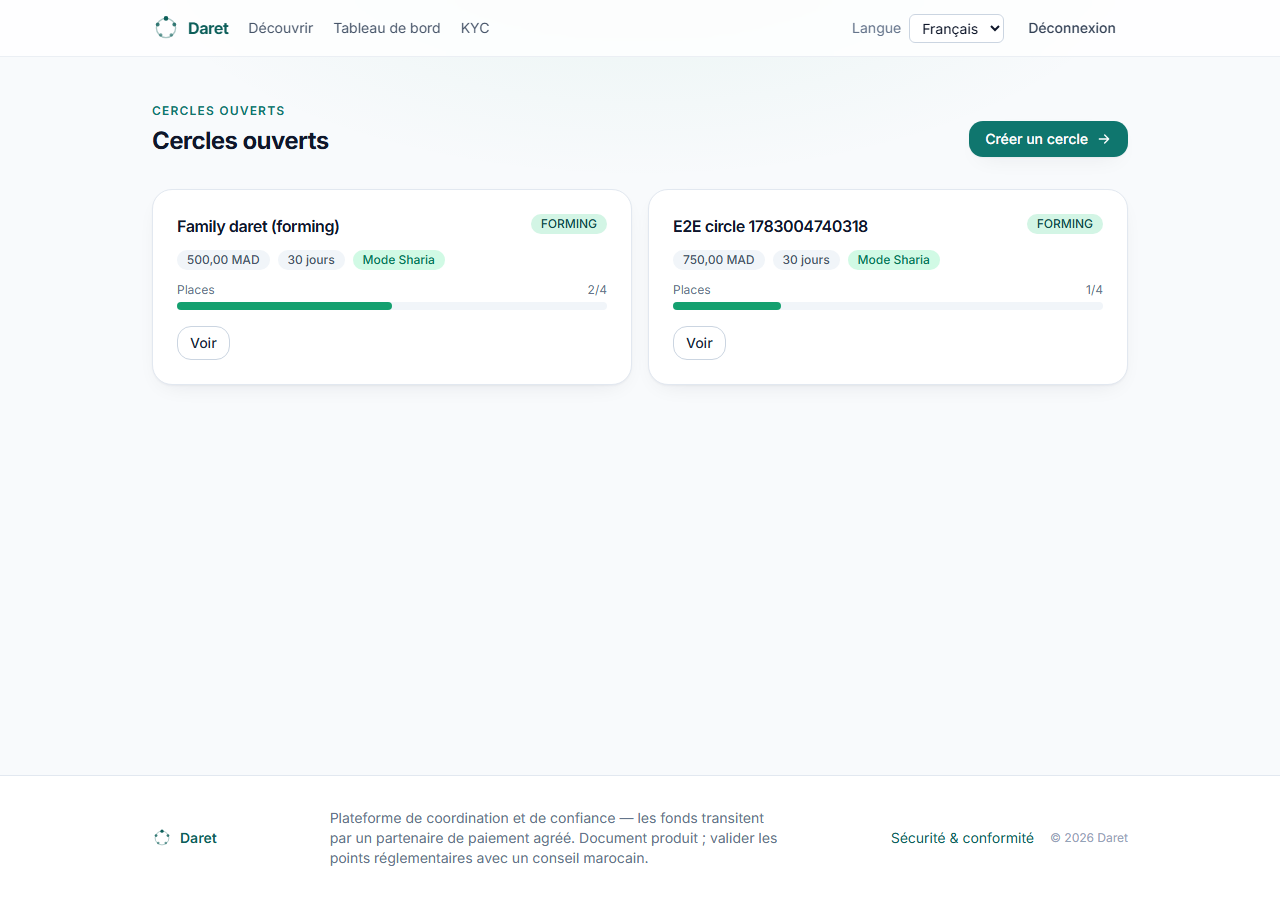 Daret Découvrir Tableau de bord KYC Langue Français Déconnexion
CERCLES OUVERTS
Cercles ouverts
Créer un cercle →
Family daret (forming) FORMING
500,00 MAD 30 jours Mode Sharia
Places 2/4
Voir
E2E circle 1783004740318 FORMING
750,00 MAD 30 jours Mode Sharia
Places 1/4
Voir
Daret
Plateforme de coordination et de confiance — les fonds transitent
par un partenaire de paiement agréé. Document produit ; valider les
points réglementaires avec un conseil marocain.
Sécurité & conformité © 2026 Daret